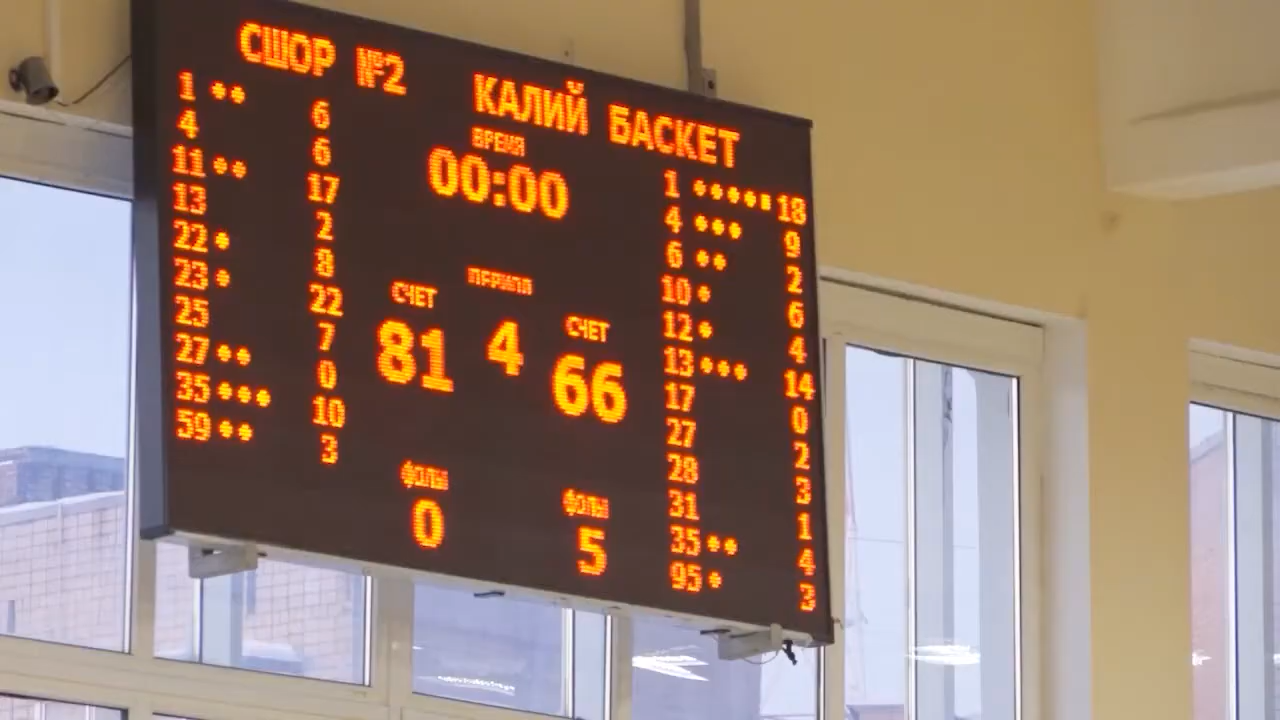 СШОР №2
КАЛИЙ БАСКЕТ
1 ** 6
4 6
11 ** 17
13 2
22 * 8
23 * 22
25 7
27 ** 0
35 *** 10
59 ** 3
ВРЕМЯ
00:00
ПЕРИОД
4
СЧЕТ
81
СЧЕТ
66
ФОЛЫ
0
ФОЛЫ
5
1 ***** 18
4 *** 9
6 ** 2
10 * 6
12 * 4
13 *** 14
17 0
27 2
28 3
31 1
35 ** 4
95 * 3